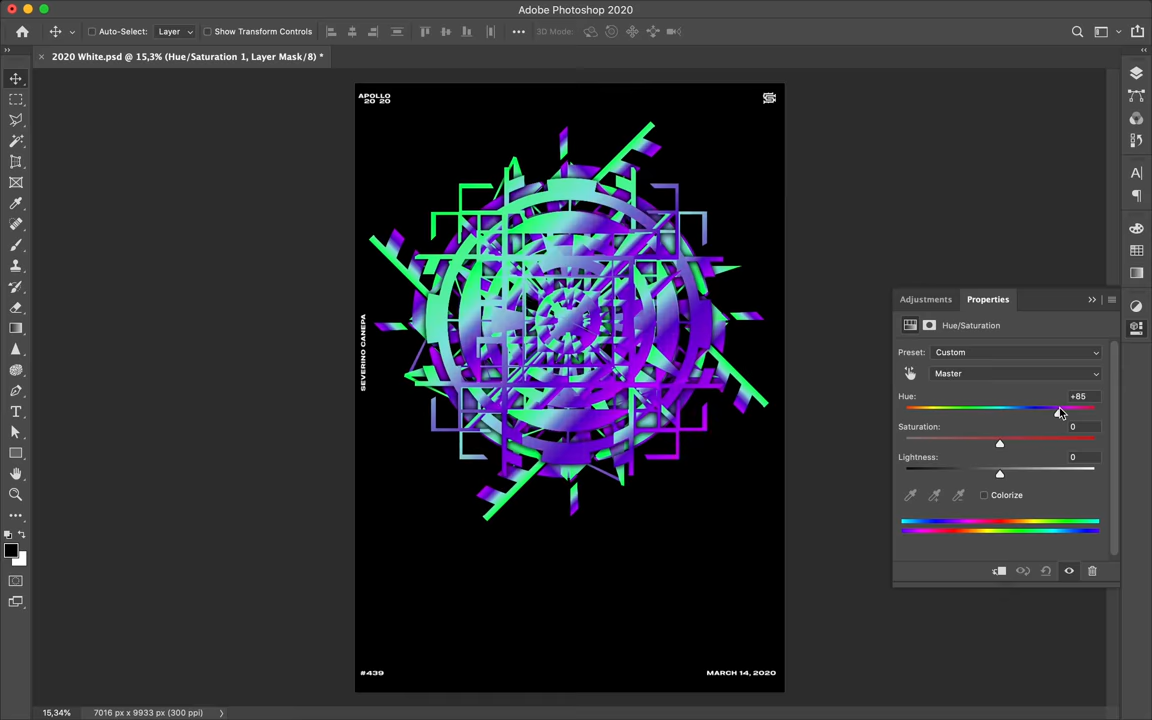 Adobe Photoshop 2020
Auto-Select: Layer Show Transform Controls 3D Mode:
2020 White.psd @ 15,3% (Hue/Saturation 1, Layer Mask/8) *
APOLLO
20 20
SEVERINO CANEPA
#439
MARCH 14, 2020
Adjustments Properties
Hue/Saturation
Preset: Custom
Master
Hue: +85
Saturation: 0
Lightness: 0
Colorize
15,34% 7016 px x 9933 px (300 ppi)